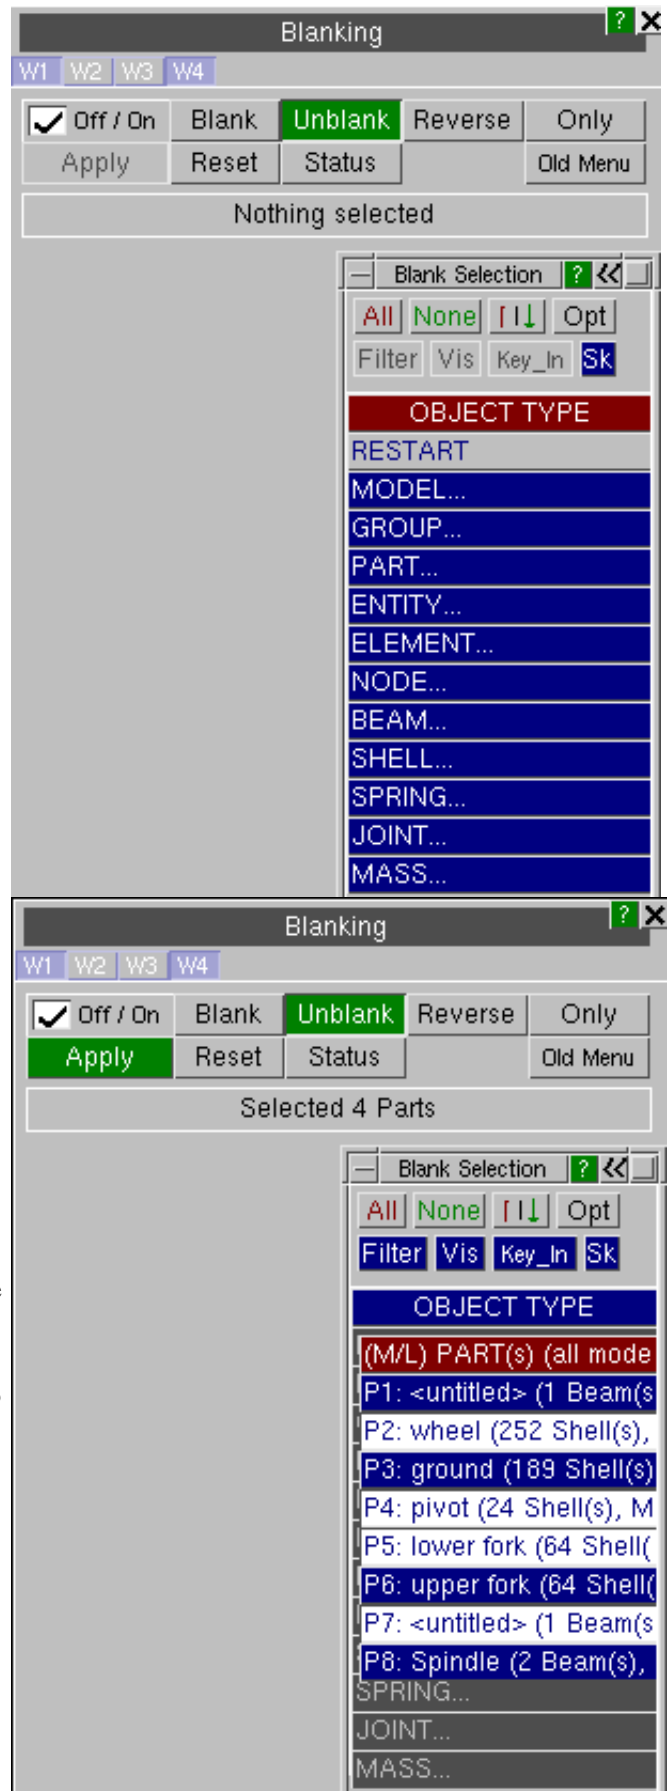 Blanking ?
W1 W2 W3 W4
Off / On Blank Unblank Reverse Only
Apply Reset Status Old Menu
Nothing selected
Blank Selection ?
All None Opt
Filter Vis Key_In Sk
OBJECT TYPE
RESTART
MODEL...
GROUP...
PART...
ENTITY...
ELEMENT...
NODE...
BEAM...
SHELL...
SPRING...
JOINT...
MASS...
Blanking ?
W1 W2 W3 W4
Off / On Blank Unblank Reverse Only
Apply Reset Status Old Menu
Selected 4 Parts
Blank Selection ?
All None Opt
Filter Vis Key_In Sk
OBJECT TYPE
(M/L) PART(s) (all mode
P1: <untitled> (1 Beam(s
P2: wheel (252 Shell(s),
P3: ground (189 Shell(s)
P4: pivot (24 Shell(s), M
P5: lower fork (64 Shell(
P6: upper fork (64 Shell(
P7: <untitled> (1 Beam(s
P8: Spindle (2 Beam(s),
SPRING...
JOINT...
MASS...